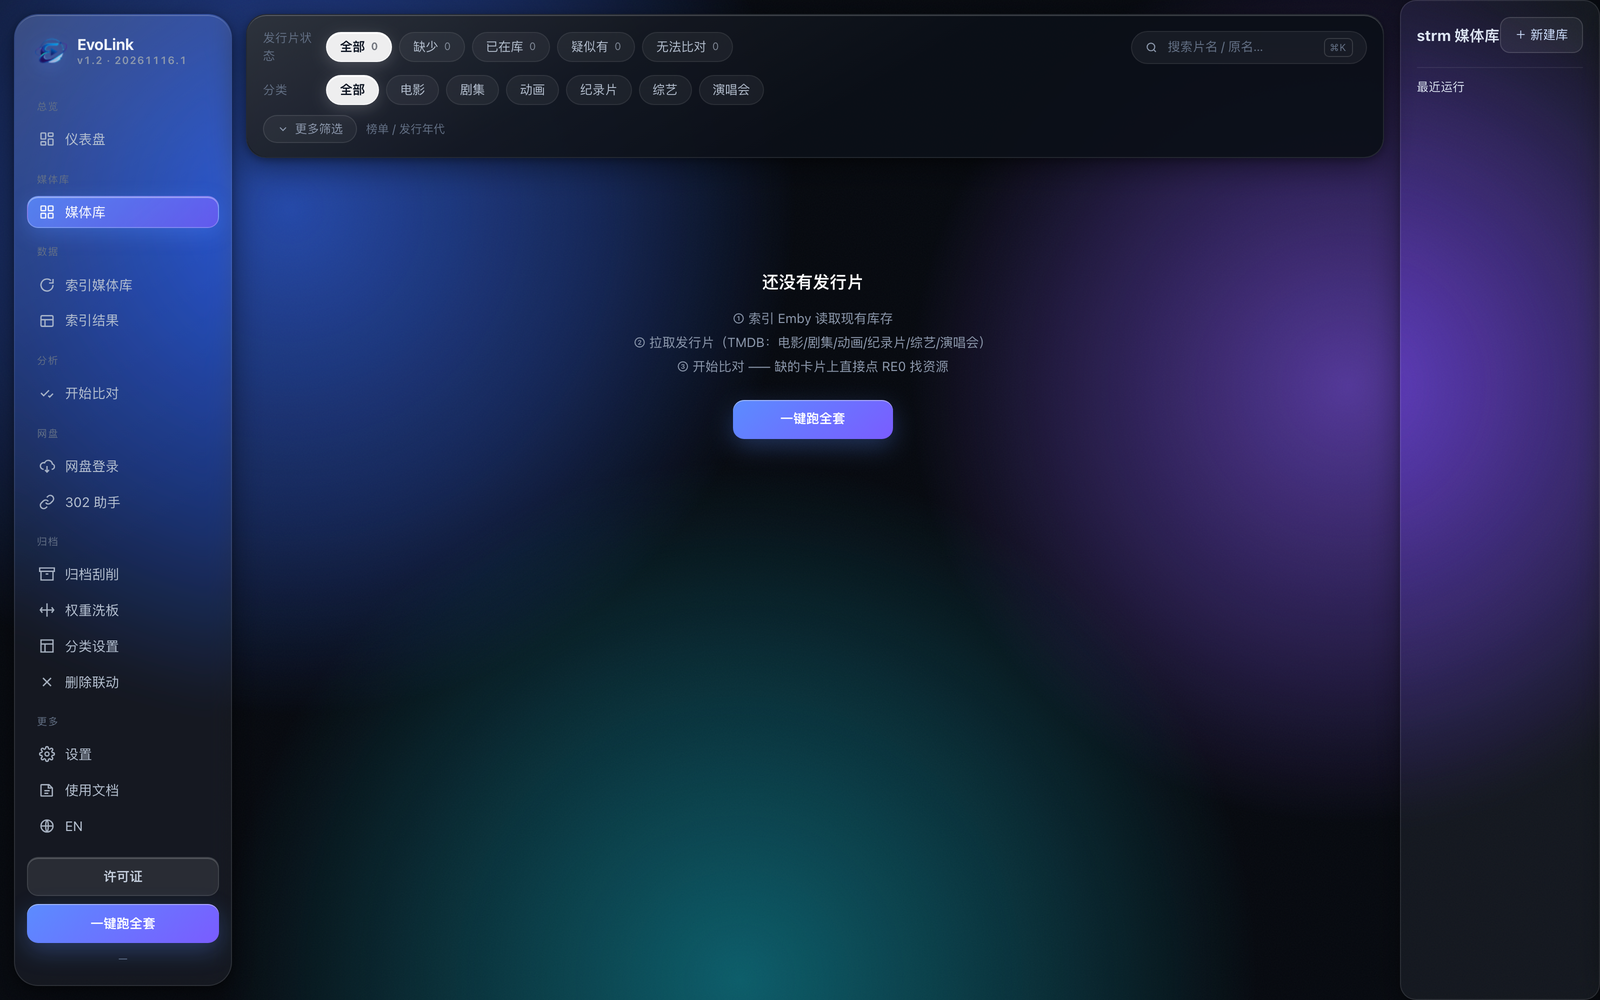 EvoLink
v1.2 · 20261116.1
总览
仪表盘
媒体库
媒体库
数据
索引媒体库
索引结果
分析
开始比对
网盘
网盘登录
302 助手
归档
归档刮削
权重洗板
分类设置
删除联动
更多
设置
使用文档
EN
许可证
一键跑全套
—
发行片状态
全部 0
缺少 0
已在库 0
疑似有 0
无法比对 0
搜索片名 / 原名... ⌘K
分类
全部
电影
剧集
动画
纪录片
综艺
演唱会
更多筛选
榜单 / 发行年代
还没有发行片
① 索引 Emby 读取现有库存
② 拉取发行片（TMDB：电影/剧集/动画/纪录片/综艺/演唱会）
③ 开始比对 —— 缺的卡片上直接点 RE0 找资源
一键跑全套
strm 媒体库
+ 新建库
最近运行